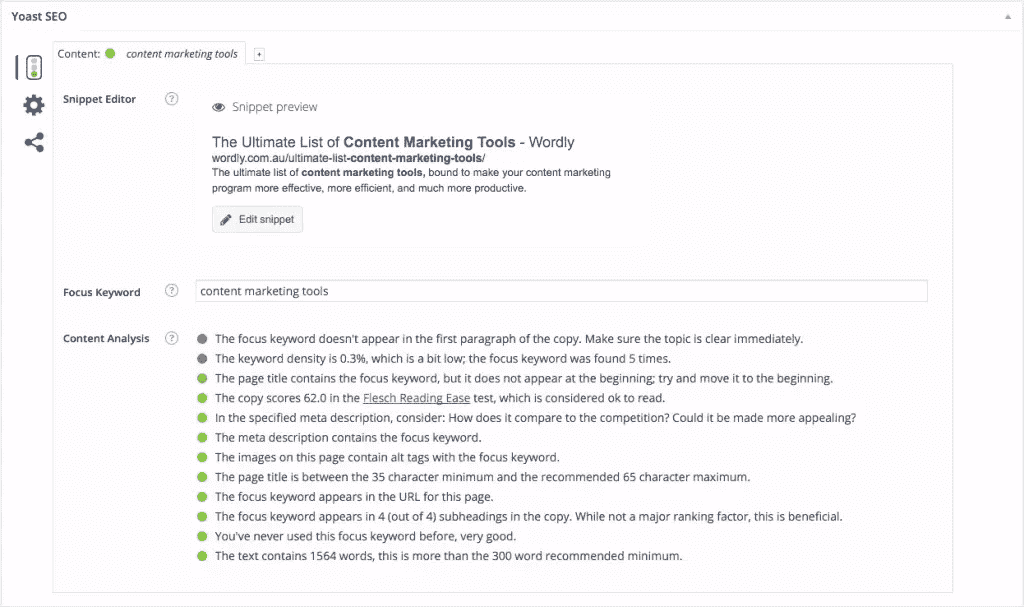 Yoast SEO
Content: content marketing tools +
Snippet Editor ?
Snippet preview
The Ultimate List of Content Marketing Tools - Wordly
wordly.com.au/ultimate-list-content-marketing-tools/
The ultimate list of content marketing tools, bound to make your content marketing
program more effective, more efficient, and much more productive.
Edit snippet
Focus Keyword ? content marketing tools
Content Analysis ? The focus keyword doesn't appear in the first paragraph of the copy. Make sure the topic is clear immediately.
The keyword density is 0.3%, which is a bit low; the focus keyword was found 5 times.
The page title contains the focus keyword, but it does not appear at the beginning; try and move it to the beginning.
The copy scores 62.0 in the Flesch Reading Ease test, which is considered ok to read.
In the specified meta description, consider: How does it compare to the competition? Could it be made more appealing?
The meta description contains the focus keyword.
The images on this page contain alt tags with the focus keyword.
The page title is between the 35 character minimum and the recommended 65 character maximum.
The focus keyword appears in the URL for this page.
The focus keyword appears in 4 (out of 4) subheadings in the copy. While not a major ranking factor, this is beneficial.
You've never used this focus keyword before, very good.
The text contains 1564 words, this is more than the 300 word recommended minimum.